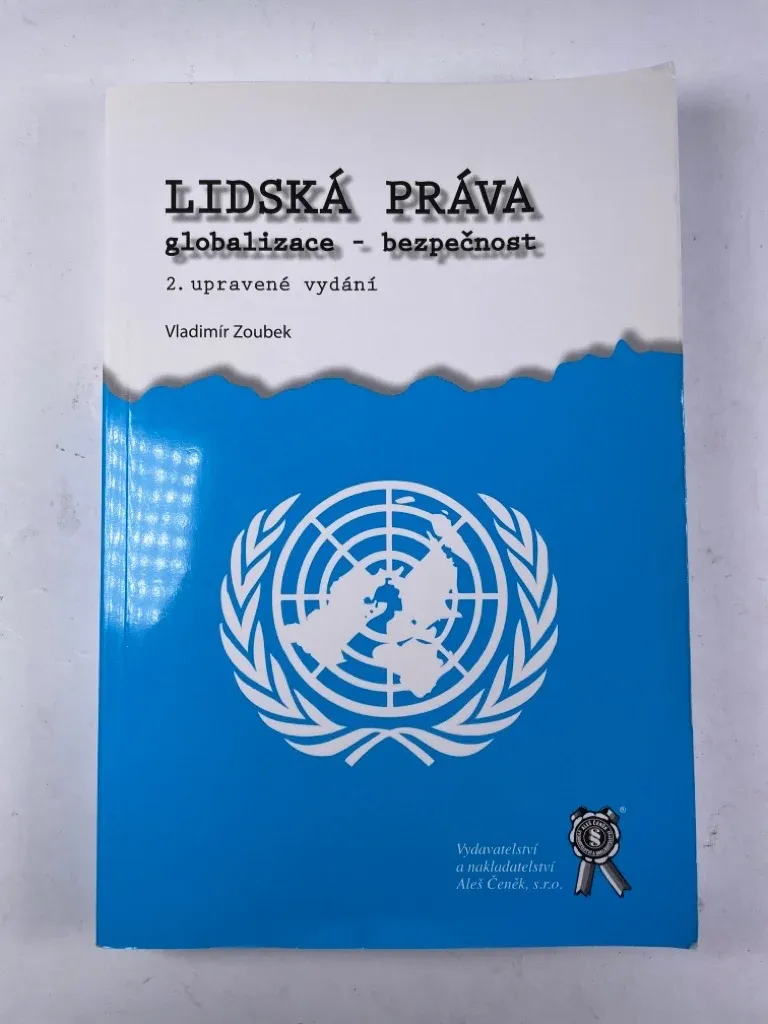 LIDSKÁ PRÁVA
globalizace - bezpečnost
2. upravené vydání
Vladimír Zoubek
Vydavatelství
a nakladatelství
Aleš Čeněk, s.r.o.
§
®